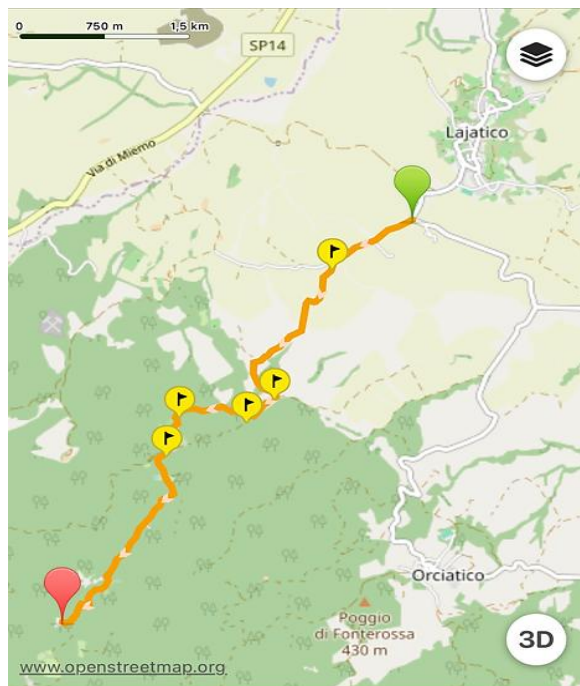 0 750 m 1,5 km
SP14
Lajatico
Via di Miemo
Orciatico
Poggio
di Fonterossa
430 m
3D
www.openstreetmap.org